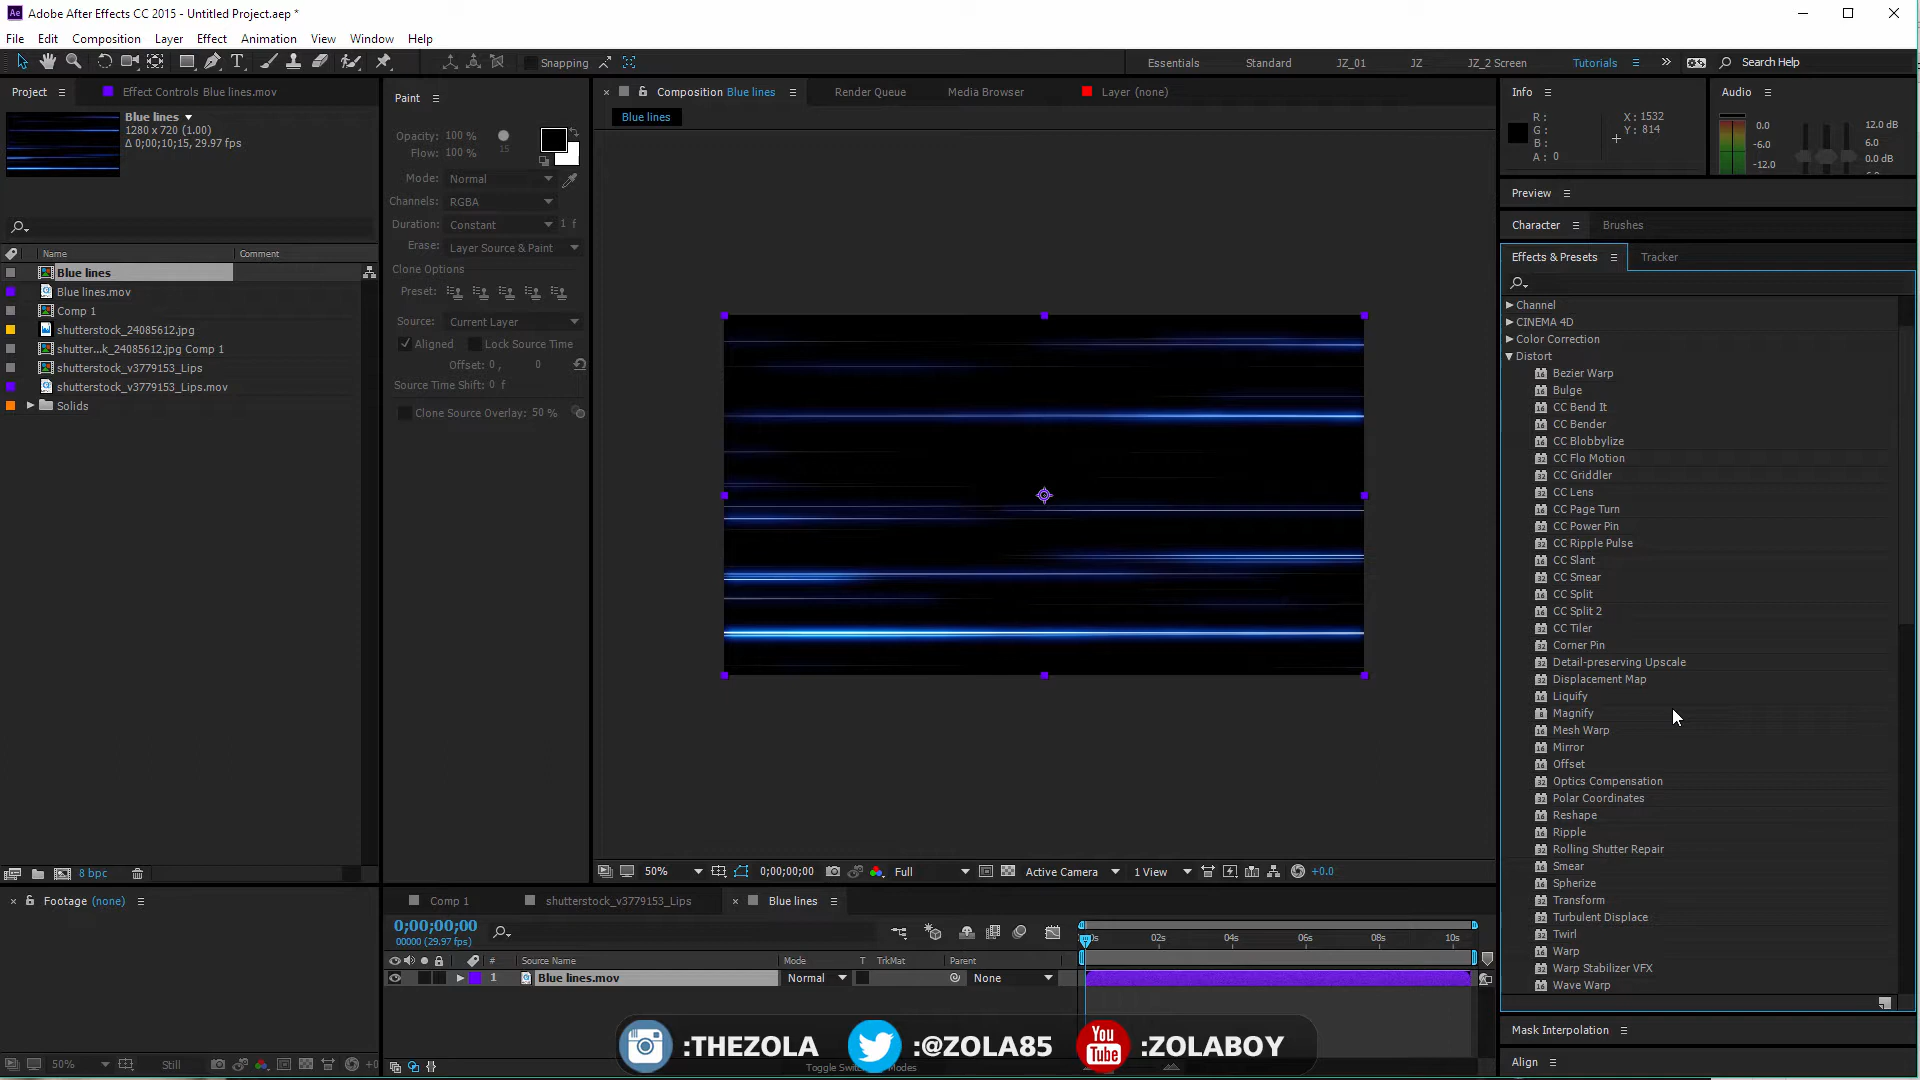 Adobe After Effects CC 2015 - Untitled Project.aep *
File Edit Composition Layer Effect Animation View Window Help
Snapping
Essentials Standard JZ_01 JZ JZ_2 Screen Tutorials Search Help
Project Effect Controls Blue lines.mov
Blue lines
1280 x 720 (1.00)
Δ 0;00;10;15, 29.97 fps
Name Comment
Blue lines
Blue lines.mov
Comp 1
shutterstock_24085612.jpg
shutter...k_24085612.jpg Comp 1
shutterstock_v3779153_Lips
shutterstock_v3779153_Lips.mov
Solids
8 bpc
Footage (none)
50% Still
Paint
Opacity: 100 %
Flow: 100 %
15
Mode: Normal
Channels: RGBA
Duration: Constant 1 f
Erase: Layer Source & Paint
Clone Options
Preset:
Source: Current Layer
Aligned Lock Source Time
Offset: 0 , 0
Source Time Shift: 0 f
Clone Source Overlay: 50 %
Composition Blue lines Render Queue Media Browser Layer (none)
Blue lines
50% 0;00;00;00 Full Active Camera 1 View +0.0
Comp 1 shutterstock_v3779153_Lips Blue lines
0;00;00;00
00000 (29.97 fps)
# Source Name Mode T TrkMat Parent
1 Blue lines.mov Normal None
02s 04s 06s 08s 10s
:THEZOLA :@ZOLA85 You Tube :ZOLABOY
Info Audio
R:
G:
B:
A: 0
X: 1532
Y: 814
0.0
-6.0
-12.0
12.0 dB
6.0
0.0 dB
Preview
Character Brushes
Effects & Presets Tracker
Channel
CINEMA 4D
Color Correction
Distort
Bezier Warp
Bulge
CC Bend It
CC Bender
CC Blobbylize
CC Flo Motion
CC Griddler
CC Lens
CC Page Turn
CC Power Pin
CC Ripple Pulse
CC Slant
CC Smear
CC Split
CC Split 2
CC Tiler
Corner Pin
Detail-preserving Upscale
Displacement Map
Liquify
Magnify
Mesh Warp
Mirror
Offset
Optics Compensation
Polar Coordinates
Reshape
Ripple
Rolling Shutter Repair
Smear
Spherize
Transform
Turbulent Displace
Twirl
Warp
Warp Stabilizer VFX
Wave Warp
Mask Interpolation
Align